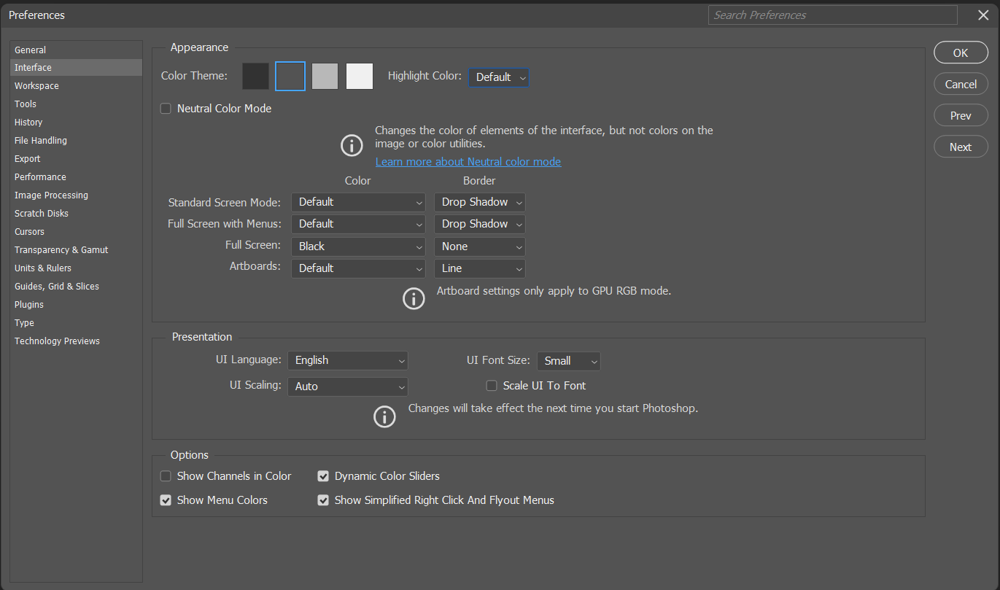 Preferences
Search Preferences
General
Interface
Workspace
Tools
History
File Handling
Export
Performance
Image Processing
Scratch Disks
Cursors
Transparency & Gamut
Units & Rulers
Guides, Grid & Slices
Plugins
Type
Technology Previews
Appearance
Color Theme: Highlight Color: Default
Neutral Color Mode
Changes the color of elements of the interface, but not colors on the
image or color utilities.
Learn more about Neutral color mode
Color Border
Standard Screen Mode: Default Drop Shadow
Full Screen with Menus: Default Drop Shadow
Full Screen: Black None
Artboards: Default Line
Artboard settings only apply to GPU RGB mode.
Presentation
UI Language: English UI Font Size: Small
UI Scaling: Auto Scale UI To Font
Changes will take effect the next time you start Photoshop.
Options
Show Channels in Color Dynamic Color Sliders
Show Menu Colors Show Simplified Right Click And Flyout Menus
OK
Cancel
Prev
Next